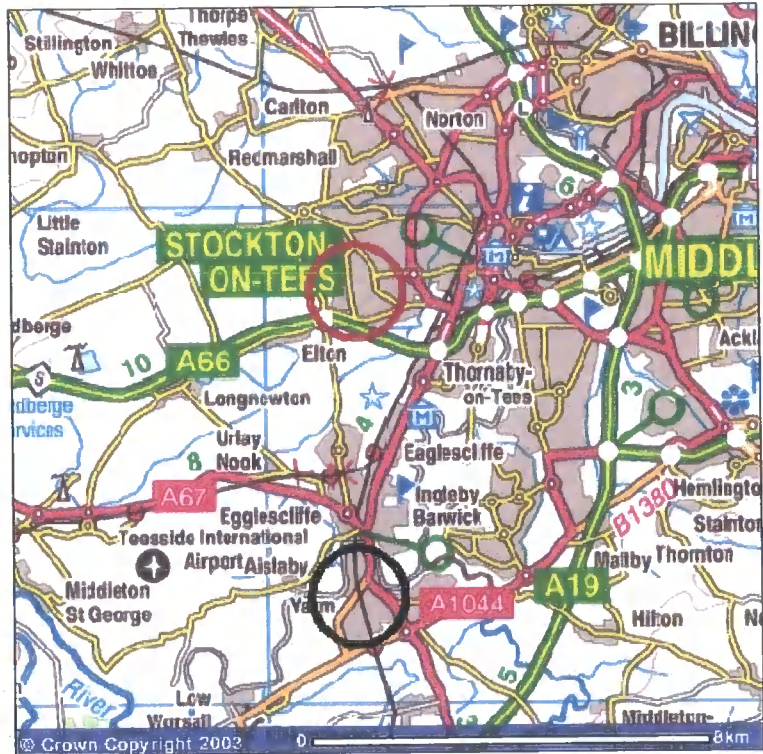 Thorpe
Thewles
BILLIN
Stillington
Whitton
Carlton
Norton
L
Redmarshall
Little
Stainton
6
STOCKTON
ON-TEES
MIDDL
dberge
10
A66
Elton
S
Longnewton
Thornaby-
on-Tees
3
4
dberge
rvices
Urlay
Nook
8
Eaglescliffe
A67
Ingleby
Barwick
Egglescliffe
B1380
Hemlingto
Stainton
Teesside International
Airport
Aislaby
Maltby
Thornton
Middleton
St George
Yarm
A1044
A19
Hilton
5
River
Low
Worsall
Middleton-
© Crown Copyright 2003
0
8km